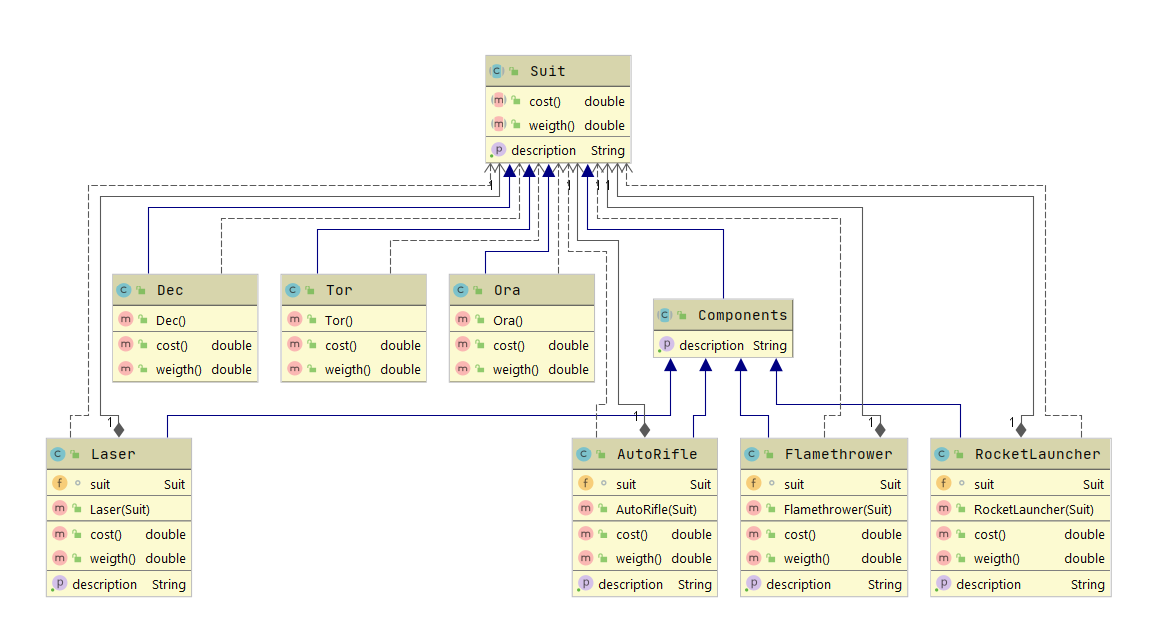 Suit
cost() double
weigth() double
description String
1
1
1
1
Dec
Dec()
cost() double
weigth() double
Tor
Tor()
cost() double
weigth() double
Ora
Ora()
cost() double
weigth() double
Components
description String
1
1
1
1
Laser
suit Suit
Laser(Suit)
cost() double
weigth() double
description String
AutoRifle
suit Suit
AutoRifle(Suit)
cost() double
weigth() double
description String
Flamethrower
suit Suit
Flamethrower(Suit)
cost() double
weigth() double
description String
RocketLauncher
suit Suit
RocketLauncher(Suit)
cost() double
weigth() double
description String